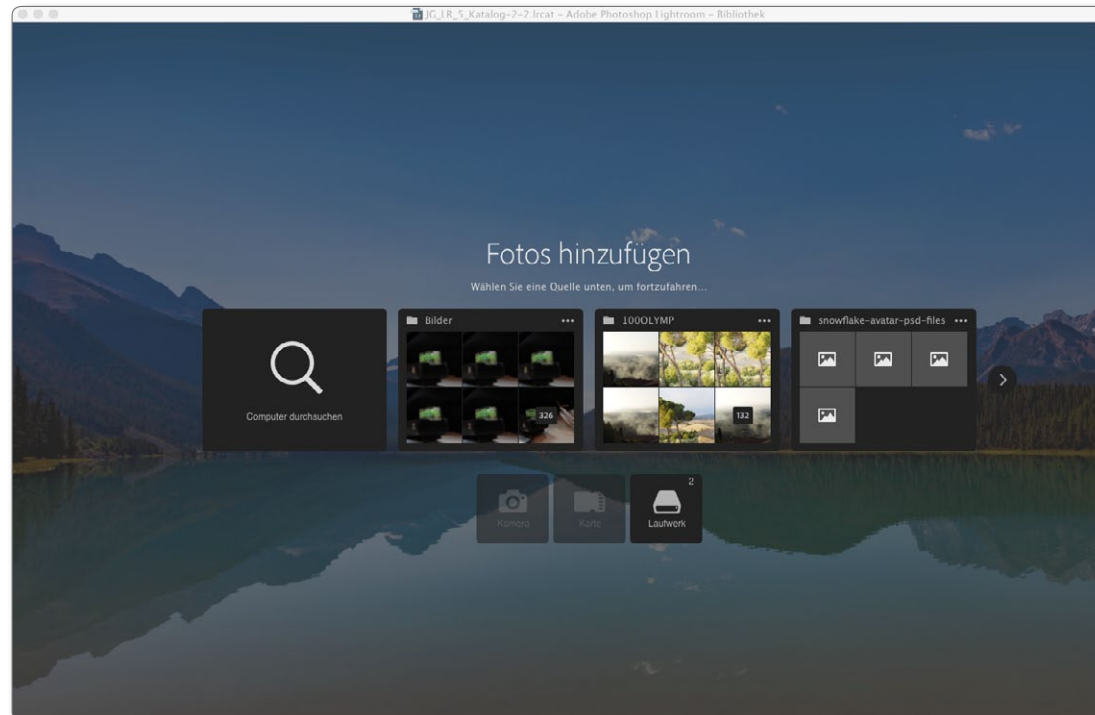 JG_LR_5_Katalog-2-2.lrcat – Adobe Photoshop Lightroom – Bibliothek
Fotos hinzufügen
Wählen Sie eine Quelle unten, um fortzufahren...
Computer durchsuchen
Bilder
326
100OLYMP
132
snowflake-avatar-psd-files
Kamera
Karte
2
Laufwerk